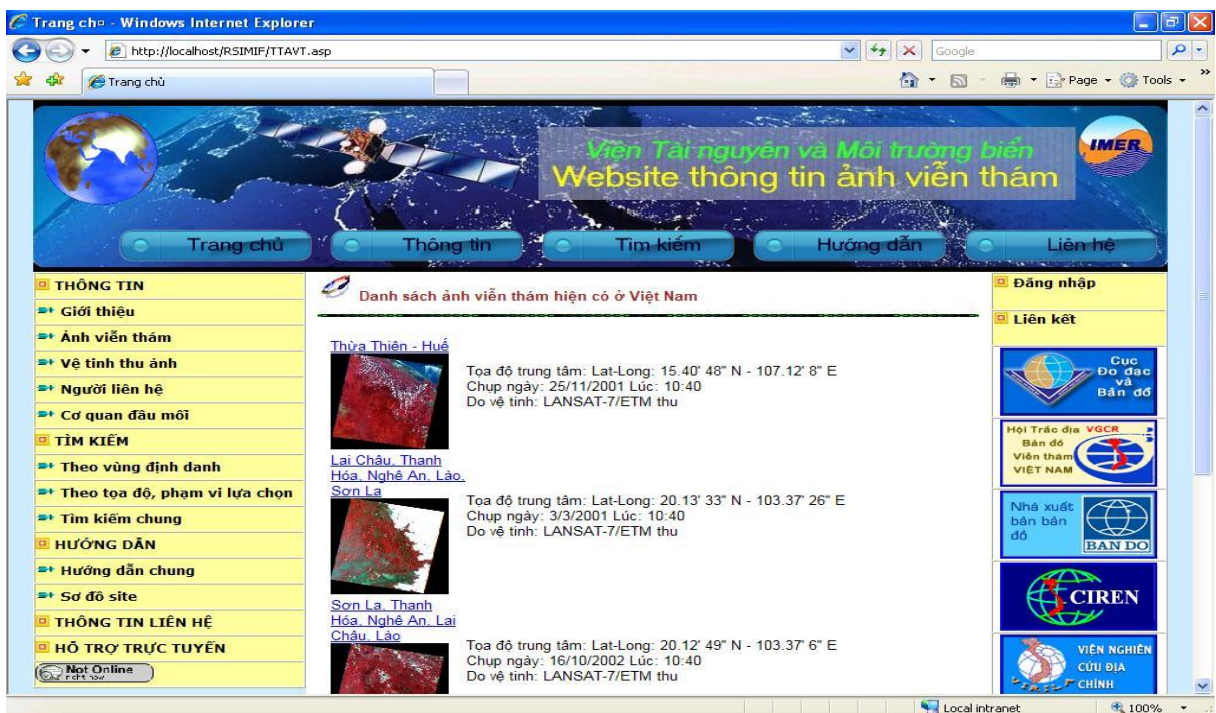 Trang ch¤ - Windows Internet Explorer
http://localhost/RSIMIF/TTAVT.asp
Google
Trang chủ
Page
Tools
Viện Tài nguyên và Môi trường biển
IMER
Website thông tin ảnh viễn thám
Trang chủ
Thông tin
Tìm kiếm
Hướng dẫn
Liên hệ
THÔNG TIN
Giới thiệu
Ảnh viễn thám
Vệ tinh thu ảnh
Người liên hệ
Cơ quan đầu mối
TÌM KIẾM
Theo vùng định danh
Theo tọa độ, phạm vi lựa chọn
Tìm kiếm chung
HƯỚNG DẪN
Hướng dẫn chung
Sơ đồ site
THÔNG TIN LIÊN HỆ
HỖ TRỢ TRỰC TUYẾN
Not Online
right now
Danh sách ảnh viễn thám hiện có ở Việt Nam
Thừa Thiên - Huế
Tọa độ trung tâm: Lat-Long: 15.40' 48" N - 107.12' 8" E
Chụp ngày: 25/11/2001 Lúc: 10:40
Do vệ tinh: LANSAT-7/ETM thu
Lai Châu, Thanh
Hóa, Nghệ An, Lào,
Sơn La
Tọa độ trung tâm: Lat-Long: 20.13' 33" N - 103.37' 26" E
Chụp ngày: 3/3/2001 Lúc: 10:40
Do vệ tinh: LANSAT-7/ETM thu
Sơn La, Thanh
Hóa, Nghệ An, Lai
Châu, Lào
Tọa độ trung tâm: Lat-Long: 20.12' 49" N - 103.37' 6" E
Chụp ngày: 16/10/2002 Lúc: 10:40
Do vệ tinh: LANSAT-7/ETM thu
Đăng nhập
Liên kết
Cục
Đo đạc
và
Bản đồ
Hội Trắc địa VGCR
Bản đồ
Viễn thám
VIỆT NAM
Nhà xuất
bản bản
đồ
BAN DO
CIREN
VIỆN NGHIÊN
CỨU ĐỊA
CHÍNH
Local intranet
100%